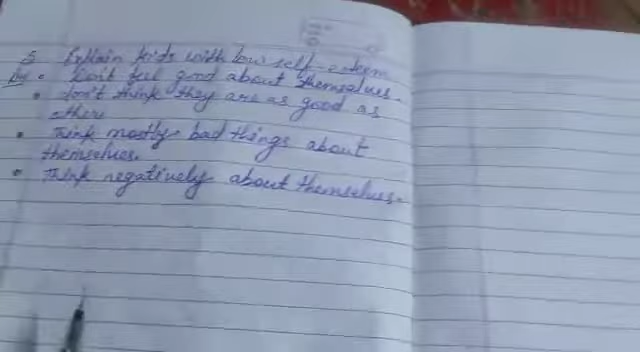 5 Explain kids with low self-esteem
Ans • Don't feel good about themselves.
• Don't think they are as good as
others
• Think mostly bad things about
themselves.
• Think negatively about themselves.